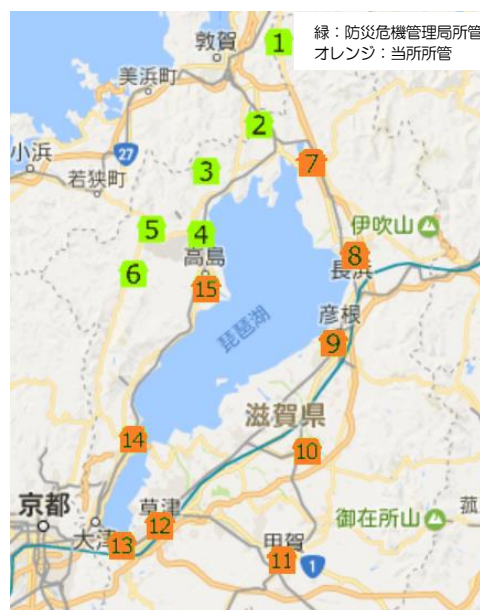 緑：防災危機管理局所管
オレンジ：当所所管
1
敦賀
美浜町
2
小浜
27
若狭町
3
7
5
4
伊吹山
6
高島
8
長浜
15
彦根
琵琶湖
9
滋賀県
14
10
京都
草津
12
御在所山
大津
13
甲賀
11
1